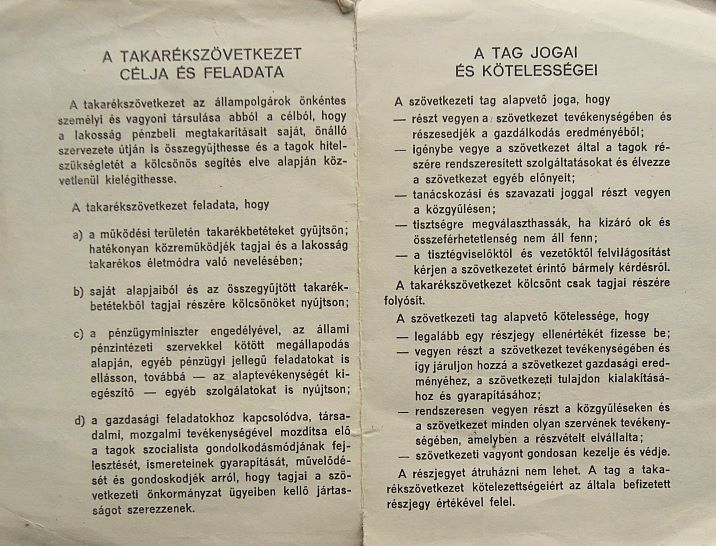 A TAKARÉKSZÖVETKEZET
CÉLJA ÉS FELADATA
A takarékszövetkezet az állampolgárok önkéntes
személyi és vagyoni társulása abból a célból, hogy
a lakosság pénzbeli megtakarításait saját, önálló
szervezete útján is összegyűjthesse és a tagok hitel-
szükségletét a kölcsönös segítés elve alapján köz-
vetlenül kielégíthesse.
A takarékszövetkezet feladata, hogy
a) a működési területén takarékbetéteket gyűjtsön;
hatékonyan közreműködjék tagjai és a lakosság
takarékos életmódra való nevelésében;
b) saját alapjaiból és az összegyűjtött takarék-
betétekből tagjai részére kölcsönöket nyújtson;
c) a pénzügyminiszter engedélyével, az állami
pénzintézeti szervekkel kötött megállapodás
alapján, egyéb pénzügyi jellegű feladatokat is
ellásson, továbbá — az alaptevékenységét ki-
egészítő — egyéb szolgálatokat is nyújtson;
d) a gazdasági feladatokhoz kapcsolódva, társa-
dalmi, mozgalmi tevékenységével mozdítsa elő
a tagok szocialista gondolkodásmódjának fej-
lesztését, ismereteinek gyarapítását, művelődé-
sét és gondoskodjék arról, hogy tagjai a szö-
vetkezeti önkormányzat ügyeiben kellő jártas-
ságot szerezzenek.
A TAG JOGAI
ÉS KÖTELESSÉGEI
A szövetkezeti tag alapvető joga, hogy
— részt vegyen a szövetkezet tevékenységében és
részesedjék a gazdálkodás eredményéből;
— igénybe vegye a szövetkezet által a tagok ré-
szére rendszeresített szolgáltatásokat és élvezze
a szövetkezet egyéb előnyeit;
— tanácskozási és szavazati joggal részt vegyen
a közgyűlésen;
— tisztségre megválaszthassák, ha kizáró ok és
összeférhetetlenség nem áll fenn;
— a tisztségviselőktől és vezetőktől felvilágosítást
kérjen a szövetkezetet érintő bármely kérdésről.
A takarékszövetkezet kölcsönt csak tagjai részére
folyósít.
A szövetkezeti tag alapvető kötelessége, hogy
— legalább egy részjegy ellenértékét fizesse be;
— vegyen részt a szövetkezet tevékenységében és
így járuljon hozzá a szövetkezet gazdasági ered-
ményéhez, a szövetkezeti tulajdon kialakításá-
hoz és gyarapításához;
— rendszeresen vegyen részt a közgyűléseken és
a szövetkezet minden olyan szervének tevékeny-
ségében, amelyben a részvételt elvállalta;
— szövetkezeti vagyont gondosan kezelje és védje.
A részjegyet átruházni nem lehet. A tag a taka-
rékszövetkezet kötelezettségeiért az általa befizetett
részjegy értékével felel.